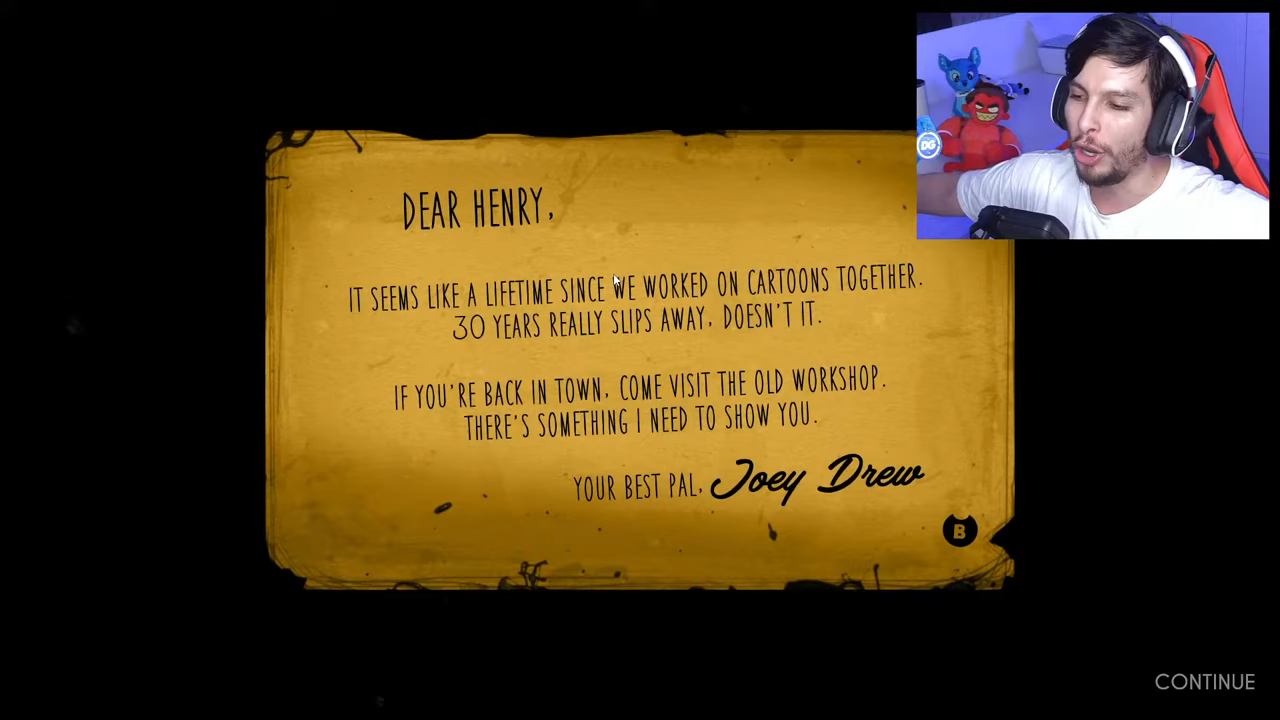 DEAR HENRY,
IT SEEMS LIKE A LIFETIME SINCE WE WORKED ON CARTOONS TOGETHER.
30 YEARS REALLY SLIPS AWAY, DOESN'T IT.
IF YOU'RE BACK IN TOWN, COME VISIT THE OLD WORKSHOP.
THERE'S SOMETHING I NEED TO SHOW YOU.
YOUR BEST PAL, Joey Drew
B
DG
CONTINUE